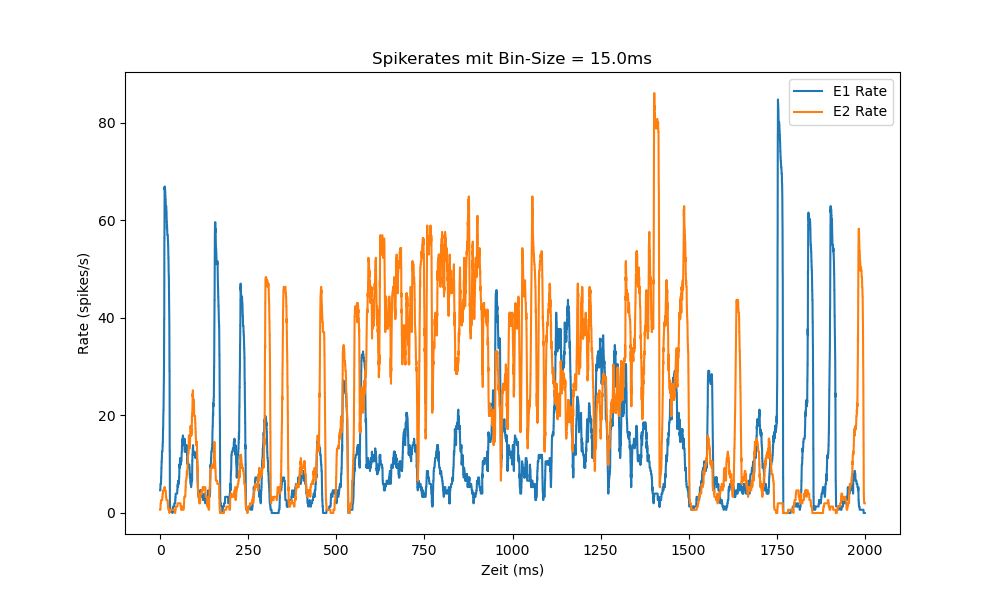 Spikerates mit Bin-Size = 15.0ms
E1 Rate
E2 Rate
Rate (spikes/s)
80
60
40
20
0
0 250 500 750 1000 1250 1500 1750 2000
Zeit (ms)